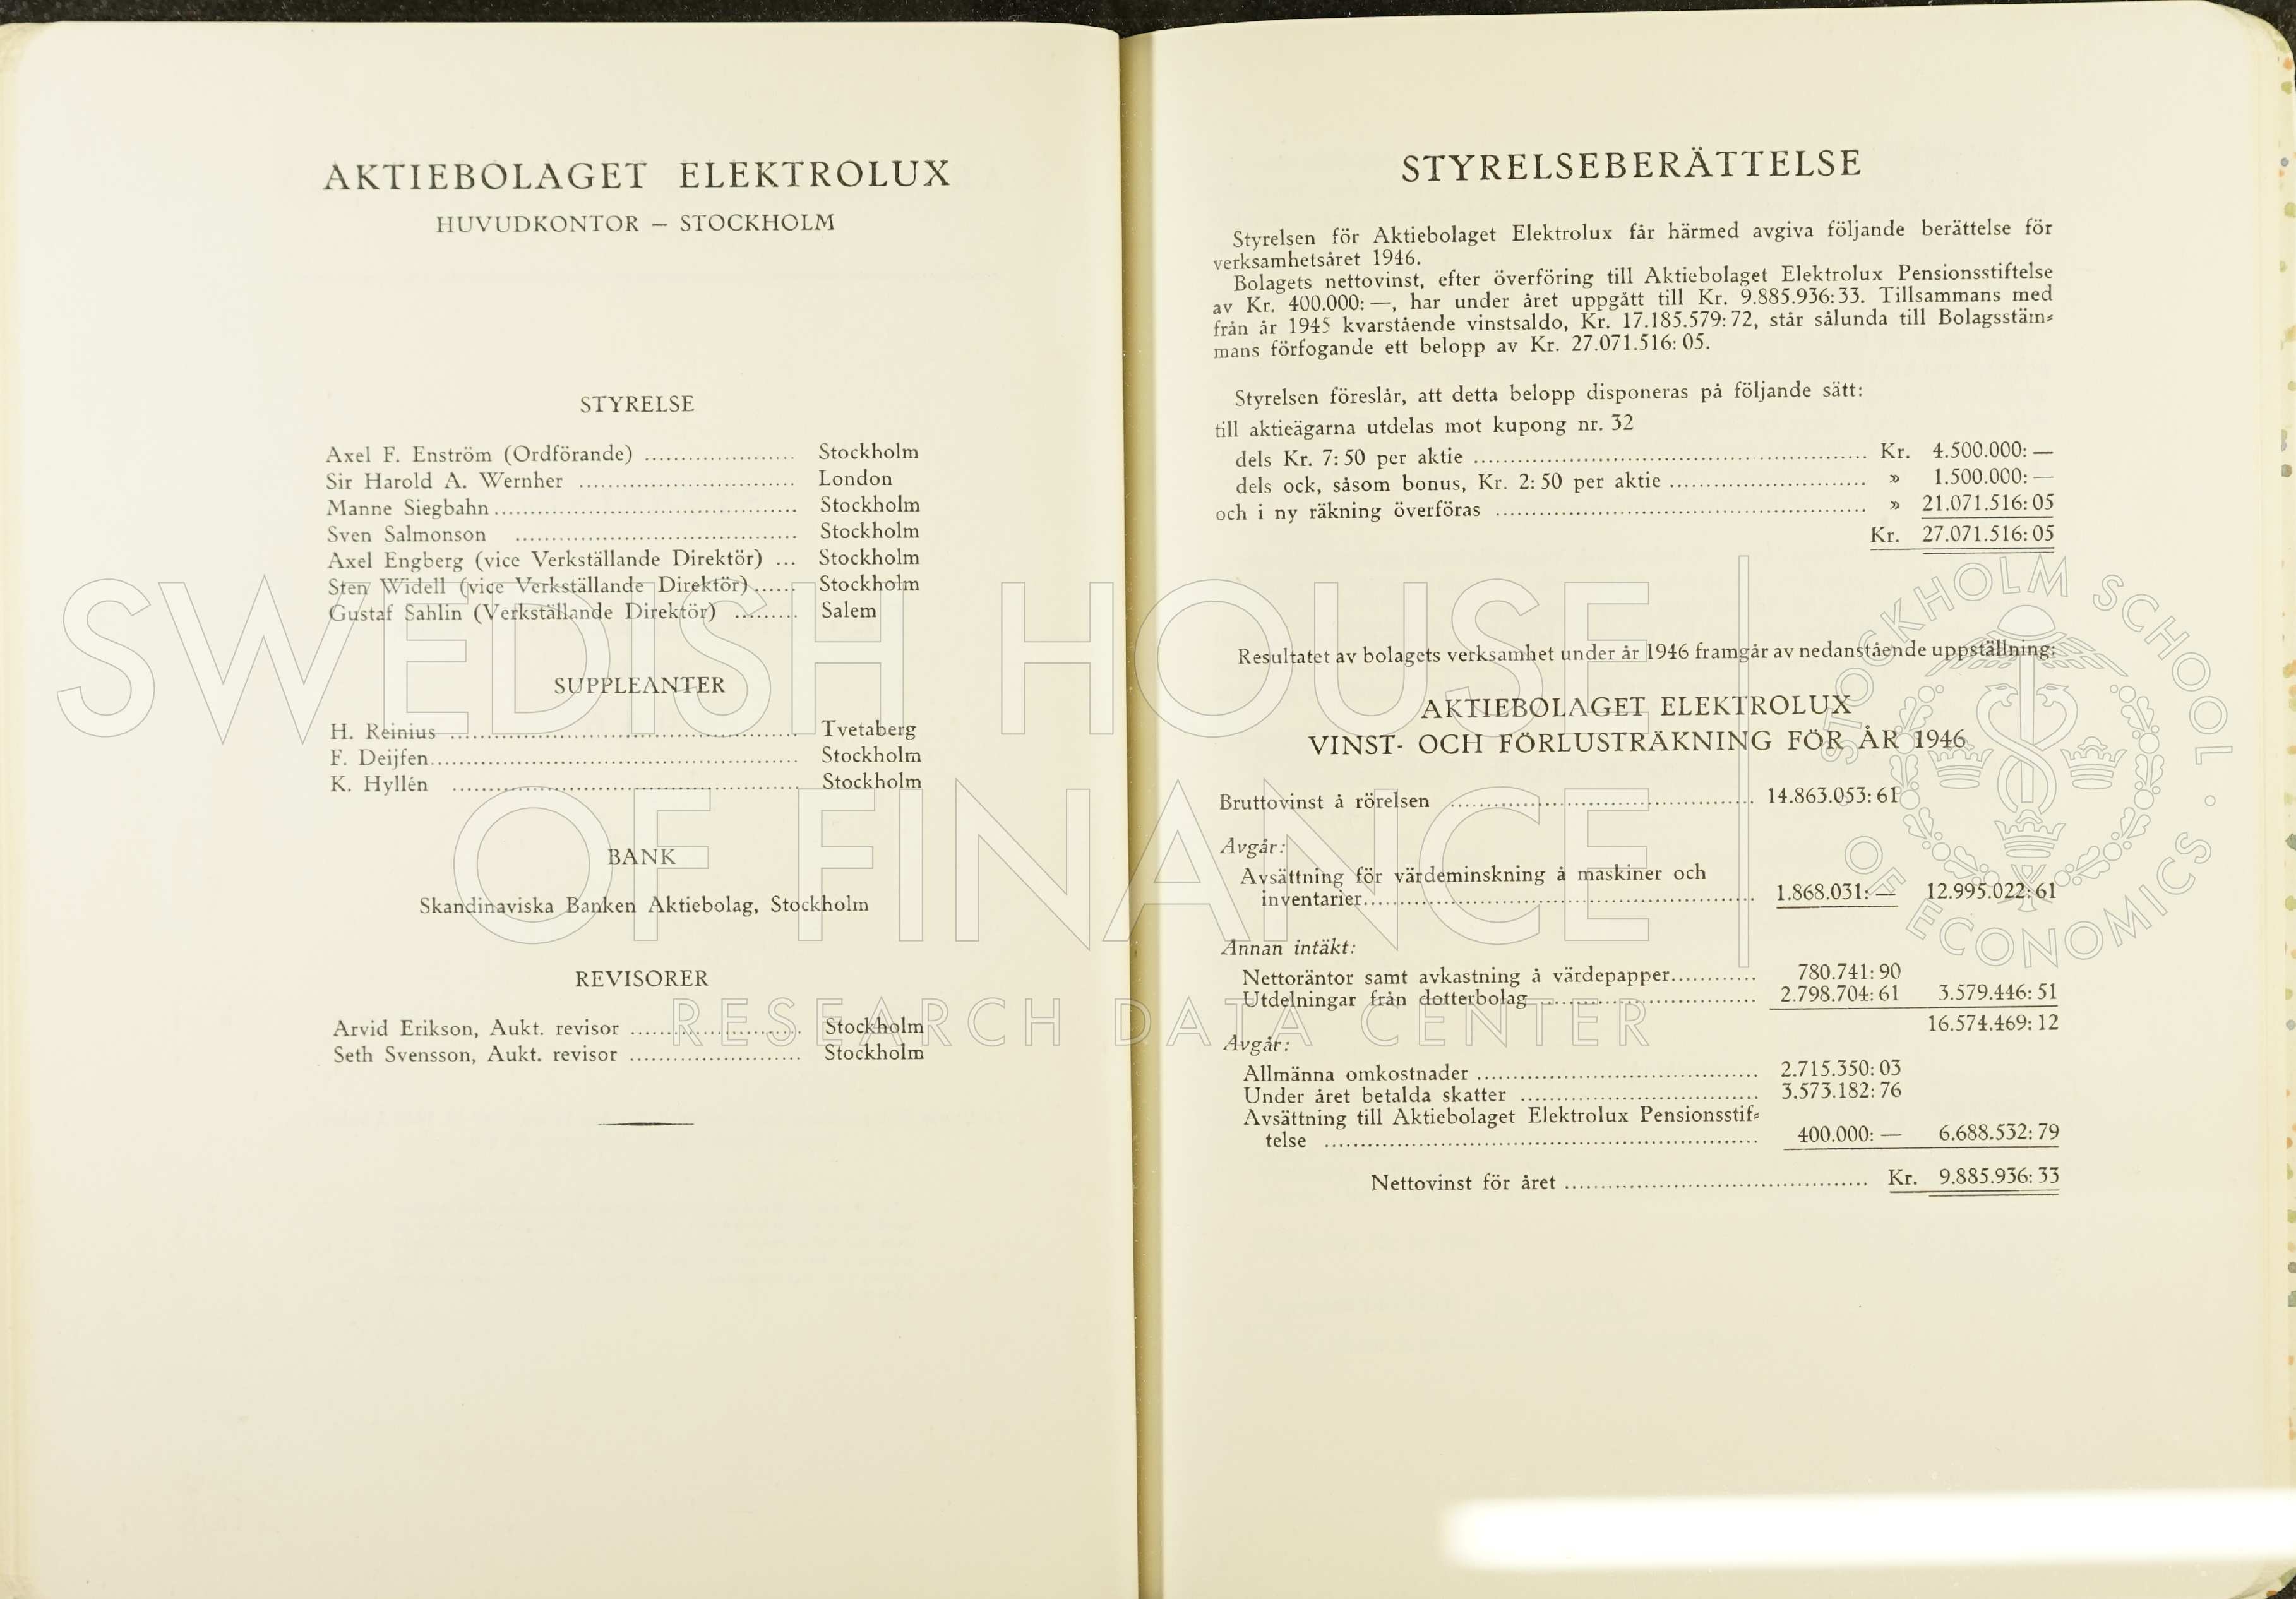 AKTIEBOLAGET ELEKTROLUX
HUVUDKONTOR — STOCKHOLM
STYRELSE
Axel F. Enström (Ordförande) ..................... Stockholm
Sir Harold A. Wernher .............................. London
Manne Siegbahn.......................................... Stockholm
Sven Salmonson ....................................... Stockholm
Axel Engberg (vice Verkställande Direktör) ... Stockholm
Sten Widell (vice Verkställande Direktör)...... Stockholm
Gustaf Sahlin (Verkställande Direktör) ......... Salem
SUPPLEANTER
H. Reinius ................................................ Tvetaberg
F. Deijfen................................................... Stockholm
K. Hyllén ................................................ Stockholm
BANK
Skandinaviska Banken Aktiebolag, Stockholm
REVISORER
Arvid Erikson, Aukt. revisor ........................ Stockholm
Seth Svensson, Aukt. revisor ........................ Stockholm
STYRELSEBERÄTTELSE
Styrelsen för Aktiebolaget Elektrolux får härmed avgiva följande berättelse för
verksamhetsåret 1946.
Bolagets nettovinst, efter överföring till Aktiebolaget Elektrolux Pensionsstiftelse
av Kr. 400.000: —, har under året uppgått till Kr. 9.885.936:33. Tillsammans med
från år 1945 kvarstående vinstsaldo, Kr. 17.185.579:72, står sålunda till Bolagsstäm-
mans förfogande ett belopp av Kr. 27.071.516:05.
Styrelsen föreslår, att detta belopp disponeras på följande sätt:
till aktieägarna utdelas mot kupong nr. 32
dels Kr. 7:50 per aktie ...................................................... Kr. 4.500.000: —
dels ock, såsom bonus, Kr. 2:50 per aktie ........................... » 1.500.000: —
och i ny räkning överföras ................................................... » 21.071.516:05
Kr. 27.071.516:05
Resultatet av bolagets verksamhet under år 1946 framgår av nedanstående uppställning:
AKTIEBOLAGET ELEKTROLUX
VINST- OCH FÖRLUSTRÄKNING FÖR ÅR 1946
Bruttovinst å rörelsen .......................................... 14.863.053:61
Avgår:
Avsättning för värdeminskning å maskiner och
inventarier...................................................... 1.868.031: — 12.995.022:61
Annan intäkt:
Nettoräntor samt avkastning å värdepapper............ 780.741:90
Utdelningar från dotterbolag .............................. 2.798.704:61 3.579.446:51
16.574.469:12
Avgår:
Allmänna omkostnader ....................................... 2.715.350:03
Under året betalda skatter ................................. 3.573.182:76
Avsättning till Aktiebolaget Elektrolux Pensionsstif-
telse ............................................................ 400.000: — 6.688.532:79
Nettovinst för året .......................................... Kr. 9.885.936:33
SWEDISH HOUSE
OF FINANCE
RESEARCH DATA CENTER
STOCKHOLM SCHOOL OF ECONOMICS